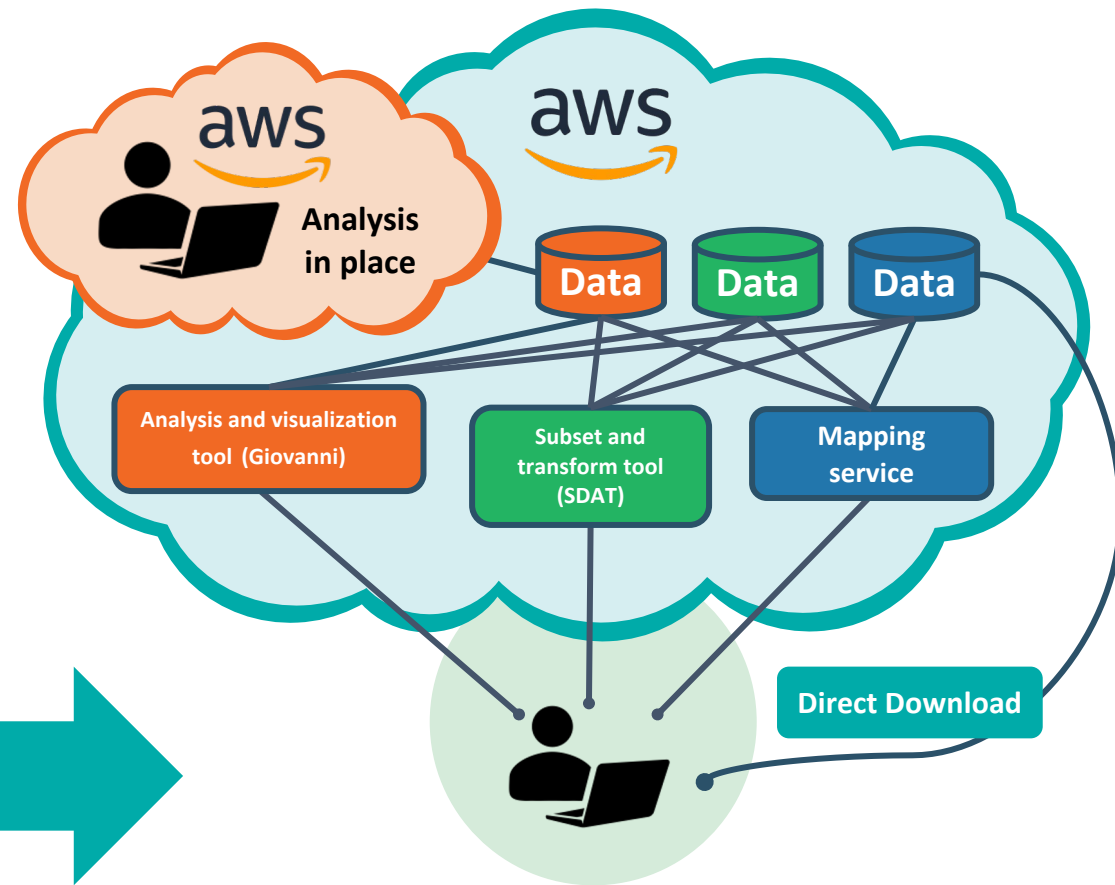 aws
aws
Analysis
in place
Data
Data
Data
Analysis and visualization
tool (Giovanni)
Subset and
transform tool
(SDAT)
Mapping
service
Direct Download